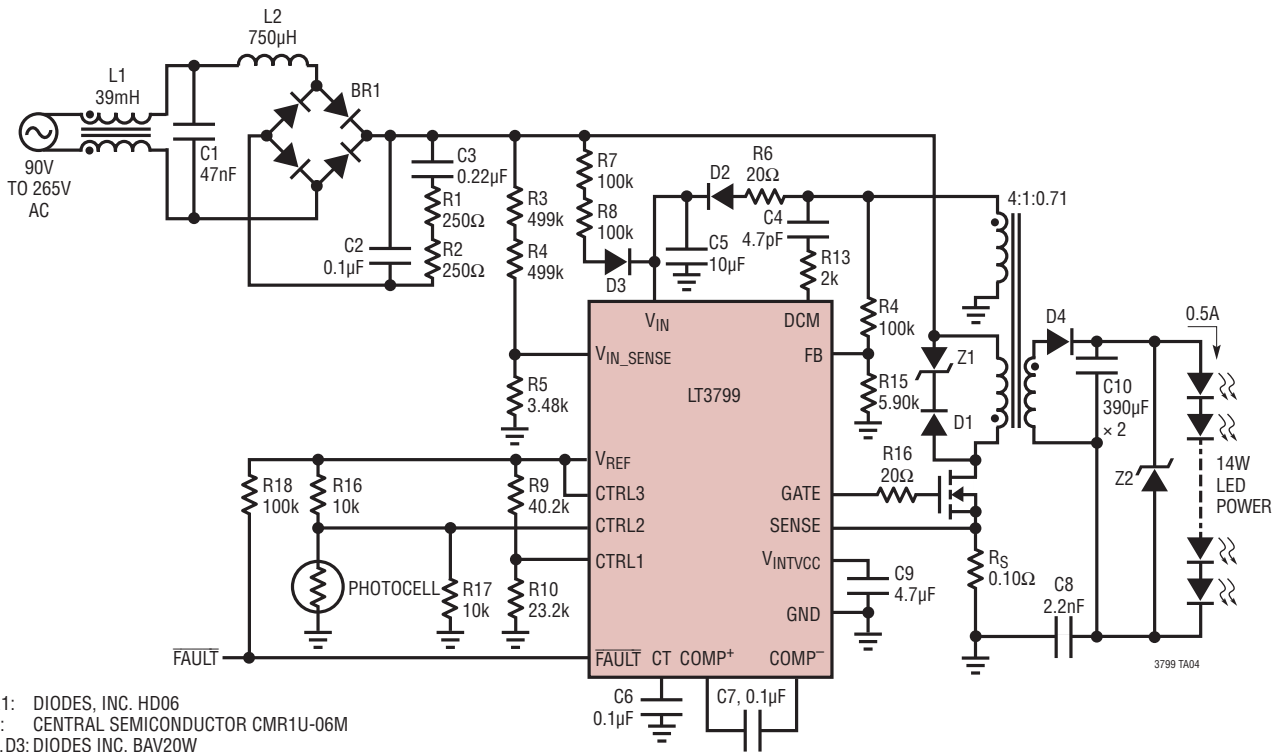 L2
750µH
L1
39mH
BR1
90V
TO 265V
AC
C1
47nF
C3
0.22µF
R1
250Ω
R2
250Ω
C2
0.1µF
R3
499k
R4
499k
R7
100k
R8
100k
D3
D2
R6
20Ω
C4
4.7pF
C5
10µF
R13
2k
4:1:0.71
VIN
DCM
VIN_SENSE
FB
LT3799
R4
100k
R15
5.90k
Z1
D1
D4
0.5A
C10
390µF
× 2
R5
3.48k
Z2
14W
LED
POWER
VREF
CTRL3
CTRL2
CTRL1
R18
100k
R16
10k
R9
40.2k
GATE
SENSE
R16
20Ω
VINTVCC
GND
PHOTOCELL
R17
10k
R10
23.2k
C9
4.7µF
RS
0.10Ω
C8
2.2nF
FAULT
FAULT CT COMP+ COMP–
C6
0.1µF
C7, 0.1µF
3799 TA04
1: DIODES, INC. HD06
: CENTRAL SEMICONDUCTOR CMR1U-06M
,D3: DIODES INC. BAV20W